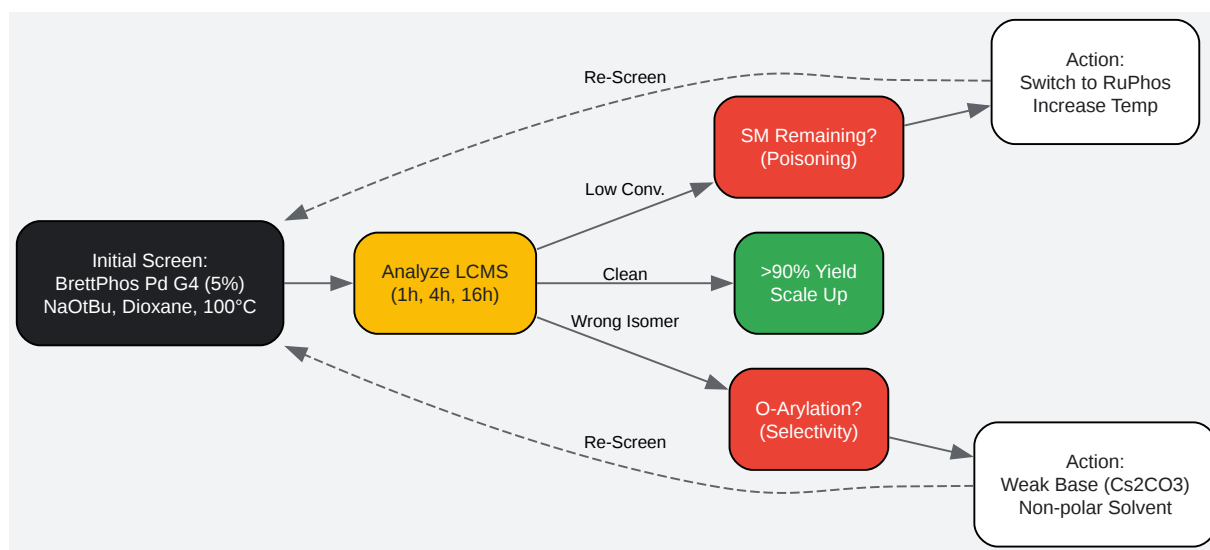 Initial Screen:
BrettPhos Pd G4 (5%)
NaOtBu, Dioxane, 100°C
Analyze LCMS
(1h, 4h, 16h)
Low Conv.
Clean
Wrong Isomer
SM Remaining?
(Poisoning)
>90% Yield
Scale Up
O-Arylation?
(Selectivity)
Action:
Switch to RuPhos
Increase Temp
Re-Screen
Action:
Weak Base (Cs2CO3)
Non-polar Solvent
Re-Screen